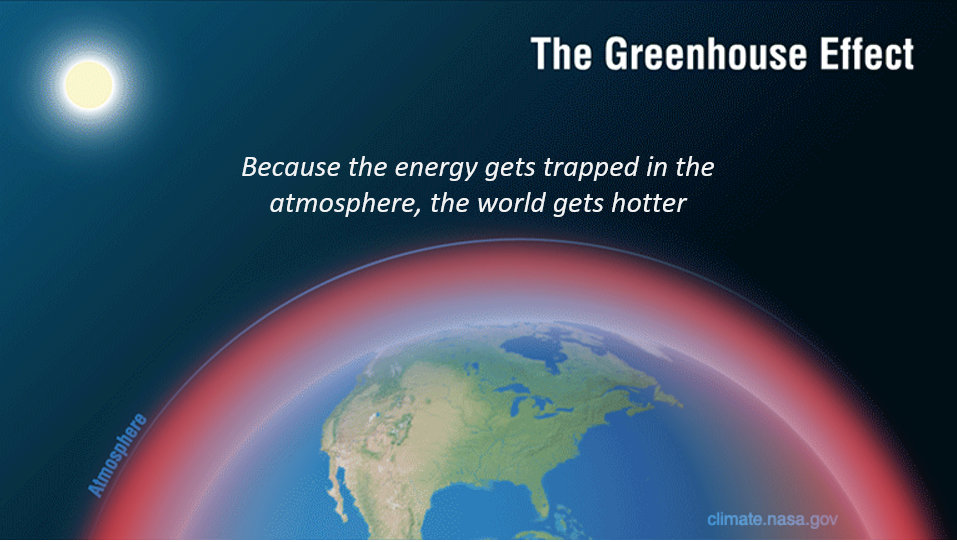 The Greenhouse Effect
Because the energy gets trapped in the
atmosphere, the world gets hotter
Atmosphere
climate.nasa.gov